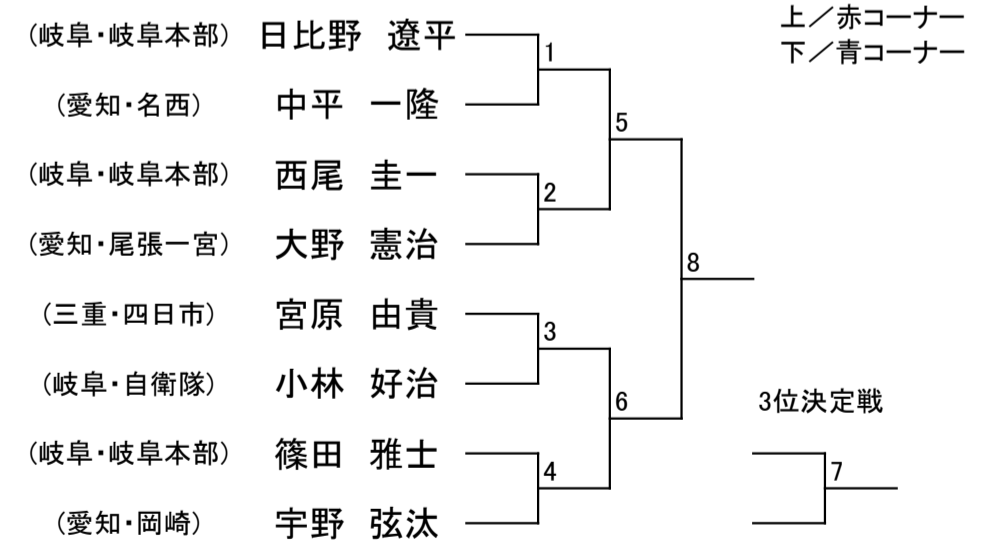 上／赤コーナー
下／青コーナー
(岐阜・岐阜本部) 日比野 遼平
1
(愛知・名西) 中平 一隆
5
(岐阜・岐阜本部) 西尾 圭一
2
(愛知・尾張一宮) 大野 憲治
8
(三重・四日市) 宮原 由貴
3
(岐阜・自衛隊) 小林 好治
6
3位決定戦
(岐阜・岐阜本部) 篠田 雅士
4
7
(愛知・岡崎) 宇野 弦汰